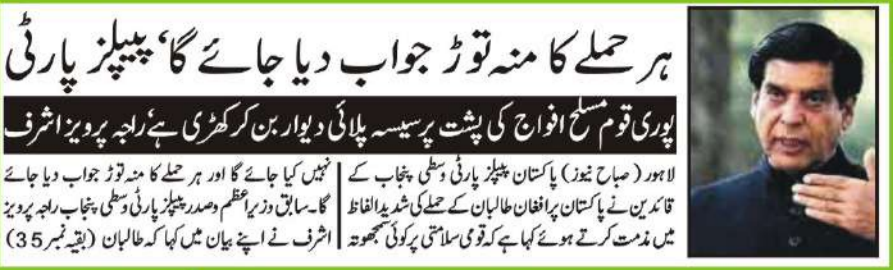 ہر حملے کا منہ توڑ جواب دیا جائے گا‘ پیپلز پارٹی
پوری قوم مسلح افواج کی پشت پر سیسہ پلائی دیوار بن کر کھڑی ہے‘ راجہ پرویز اشرف
لاہور (صباح نیوز) پاکستان پیپلز پارٹی وسطی پنجاب کے
قائدین نے پاکستان پر افغان طالبان کے حملے کی شدید الفاظ
میں مذمت کرتے ہوئے کہا ہے کہ قومی سلامتی پر کوئی سمجھوتہ
نہیں کیا جائے گا اور ہر حملے کا منہ توڑ جواب دیا جائے
گا۔ سابق وزیراعظم و صدر پیپلز پارٹی وسطی پنجاب راجہ پرویز
اشرف نے اپنے بیان میں کہا کہ طالبان (بقیہ نمبر 35)